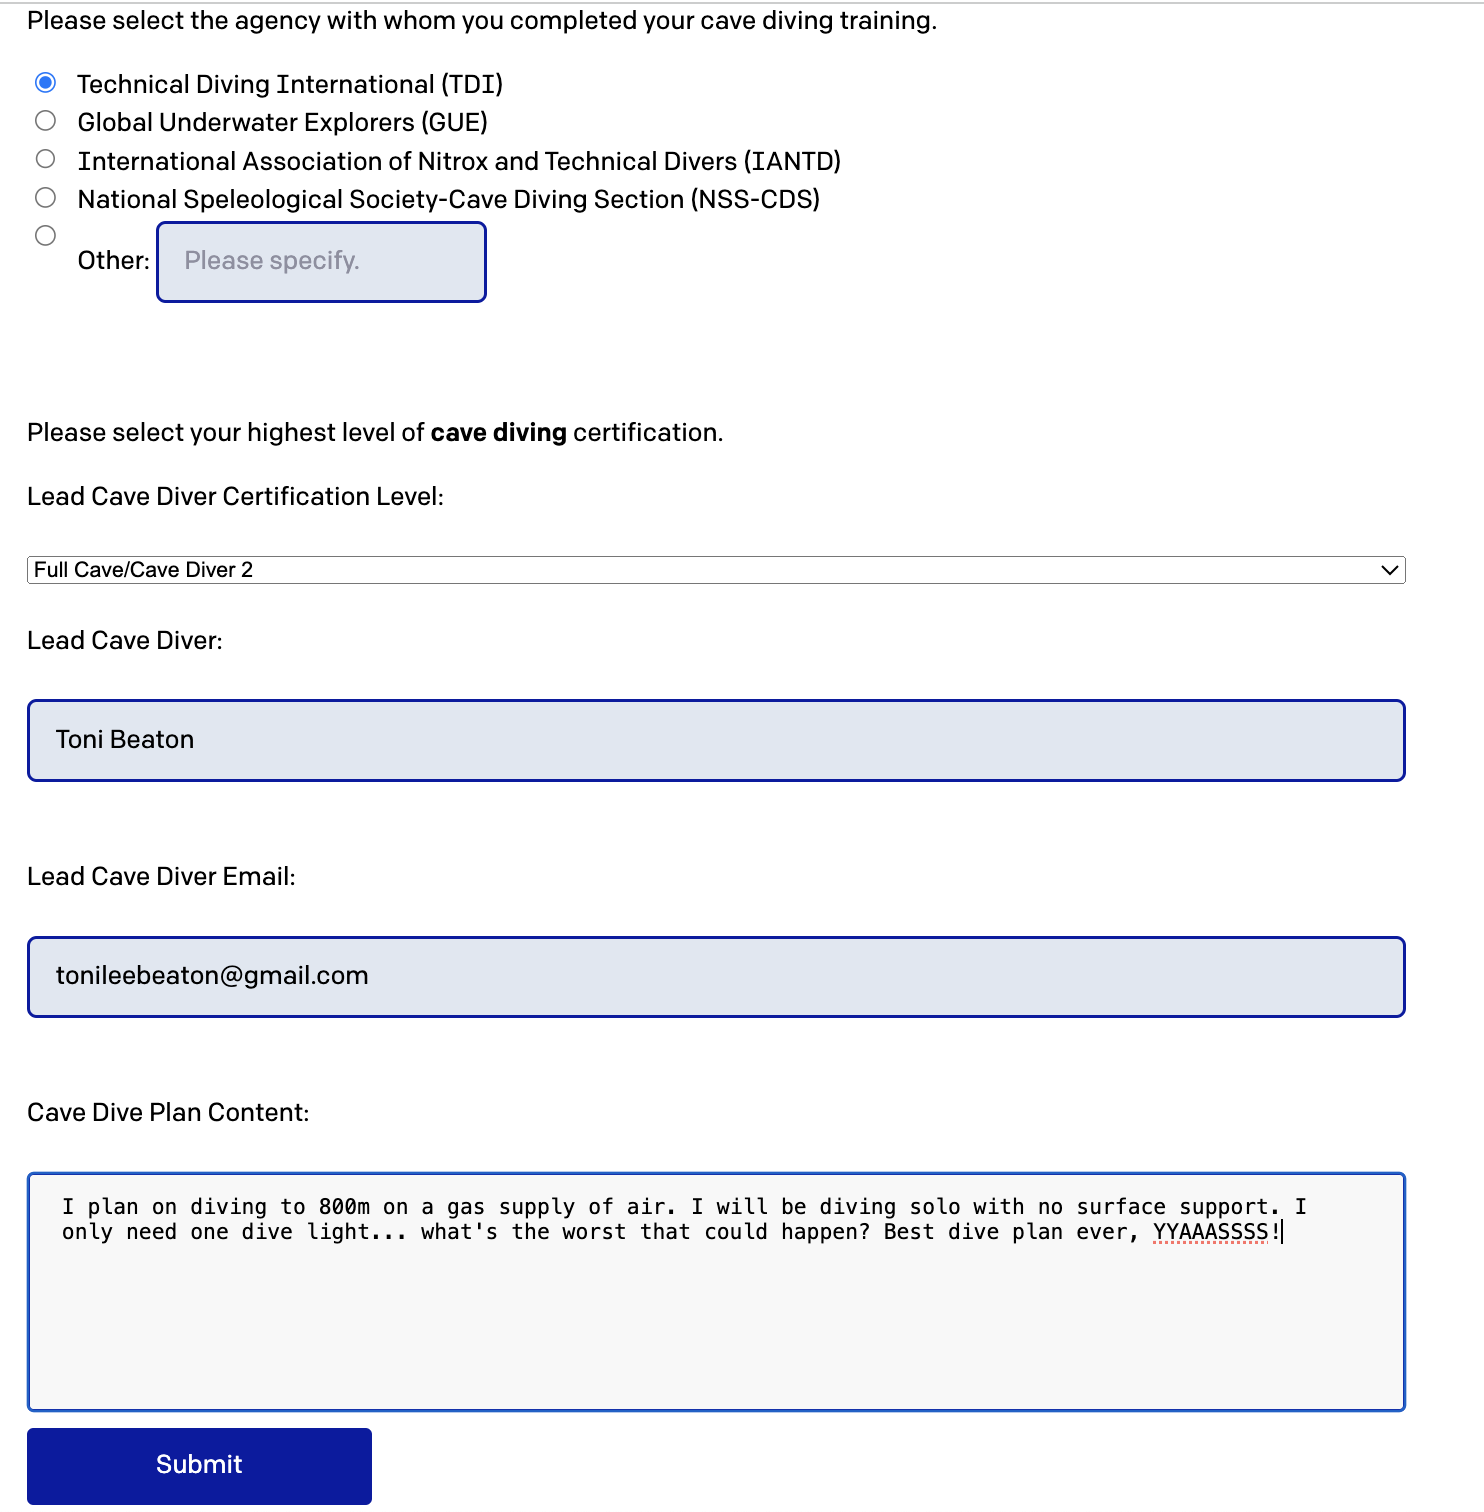 Please select the agency with whom you completed your cave diving training.
Technical Diving International (TDI)
Global Underwater Explorers (GUE)
International Association of Nitrox and Technical Divers (IANTD)
National Speleological Society-Cave Diving Section (NSS-CDS)
Other: Please specify.
Please select your highest level of cave diving certification.
Lead Cave Diver Certification Level:
Full Cave/Cave Diver 2
Lead Cave Diver:
Toni Beaton
Lead Cave Diver Email:
tonileebeaton@gmail.com
Cave Dive Plan Content:
I plan on diving to 800m on a gas supply of air. I will be diving solo with no surface support. I
only need one dive light... what's the worst that could happen? Best dive plan ever, YYAAASSSS!
Submit